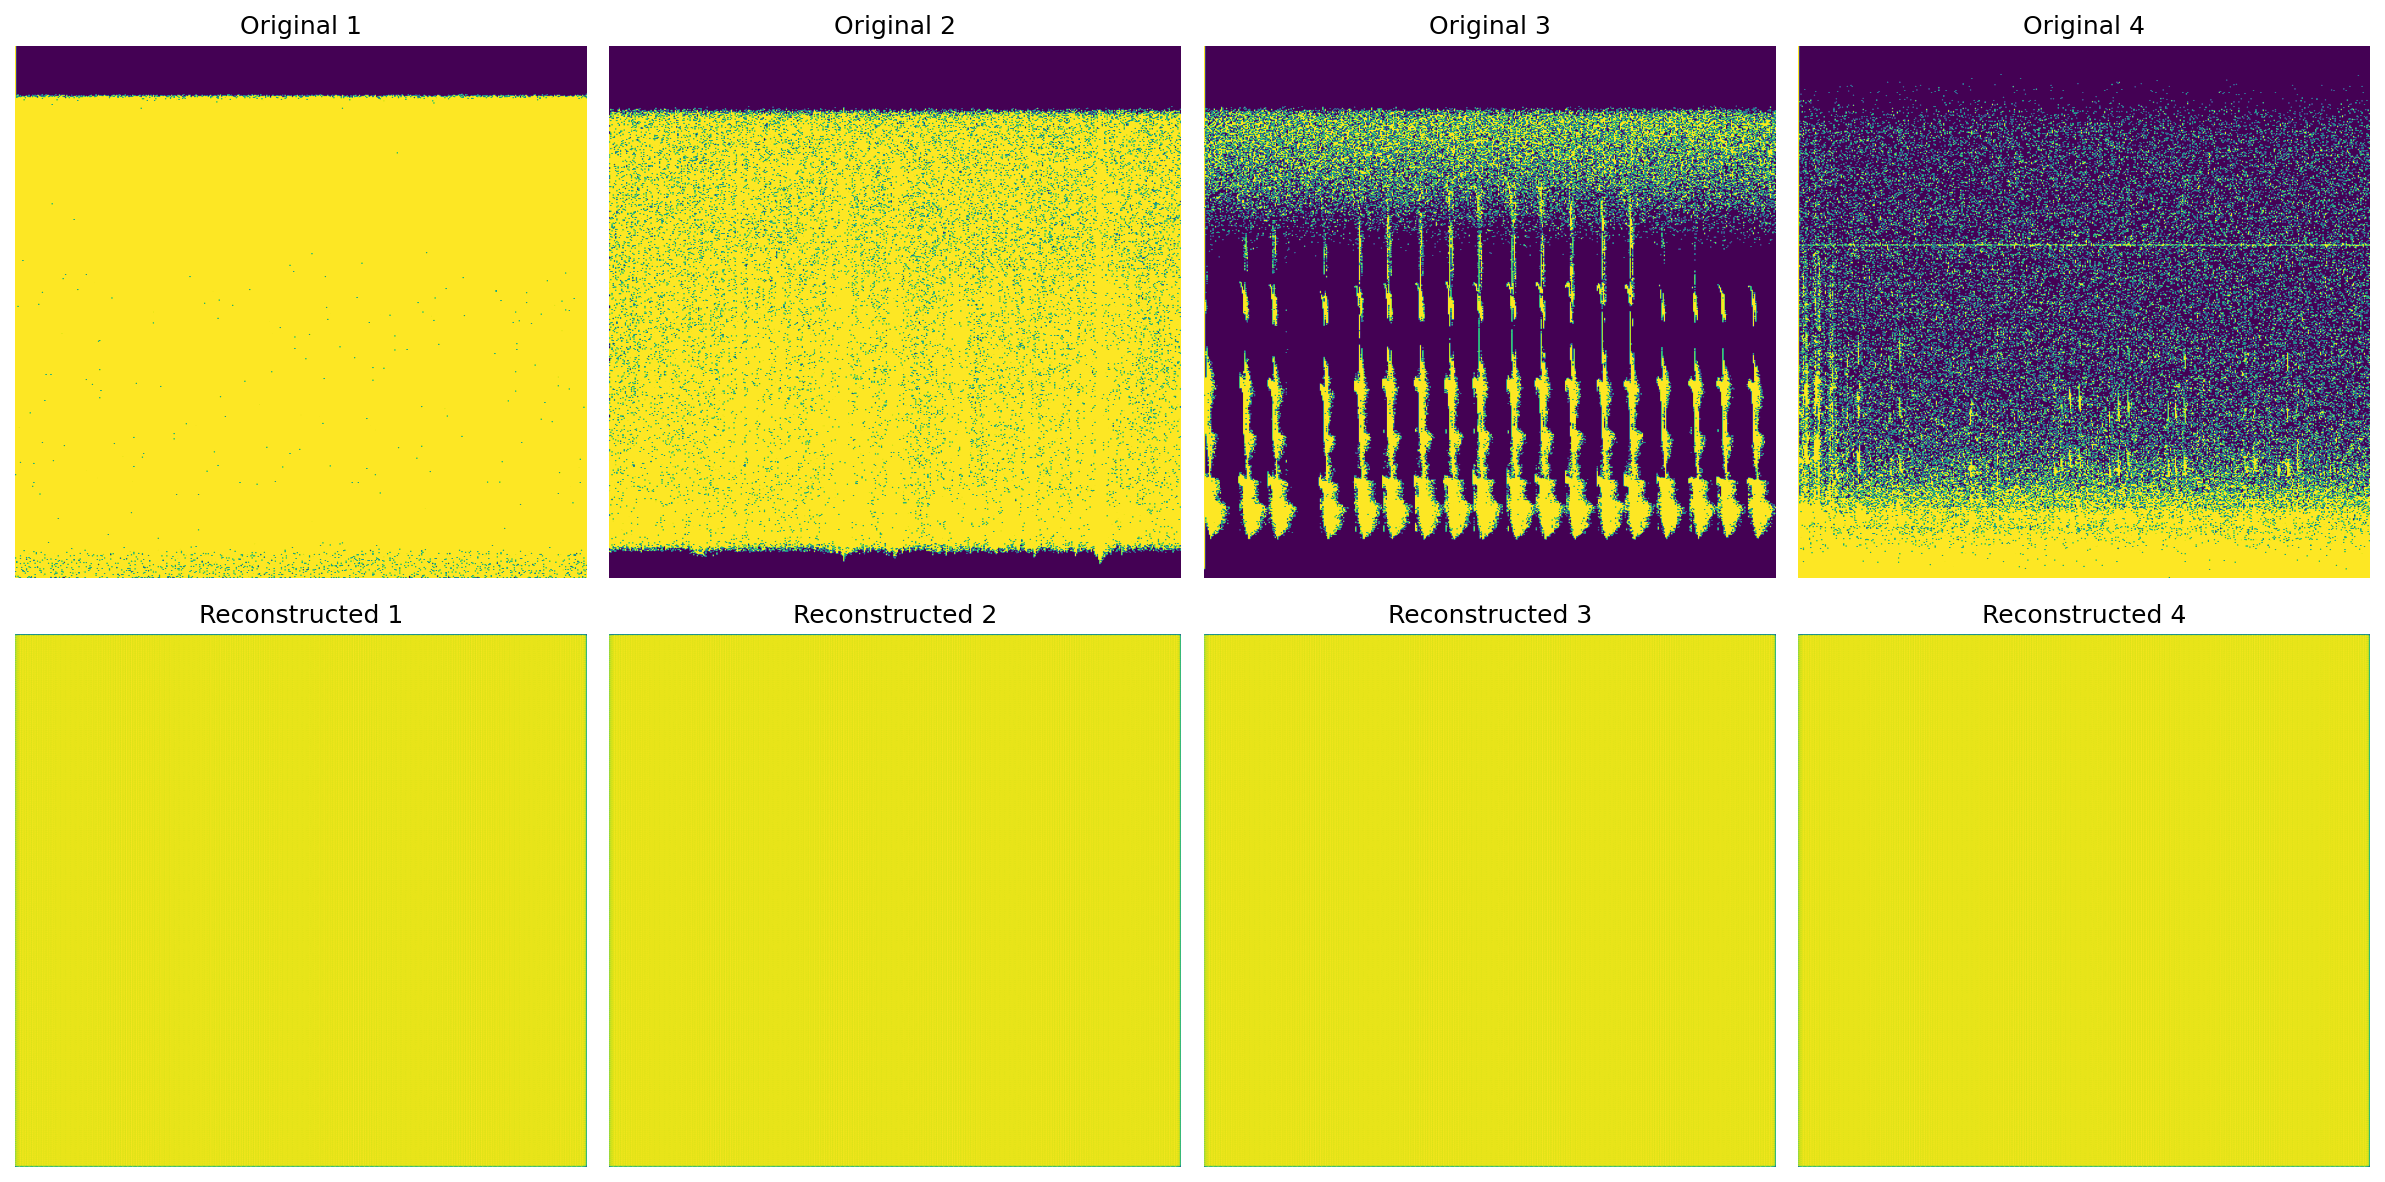 Original 1
Original 2
Original 3
Original 4
Reconstructed 1
Reconstructed 2
Reconstructed 3
Reconstructed 4